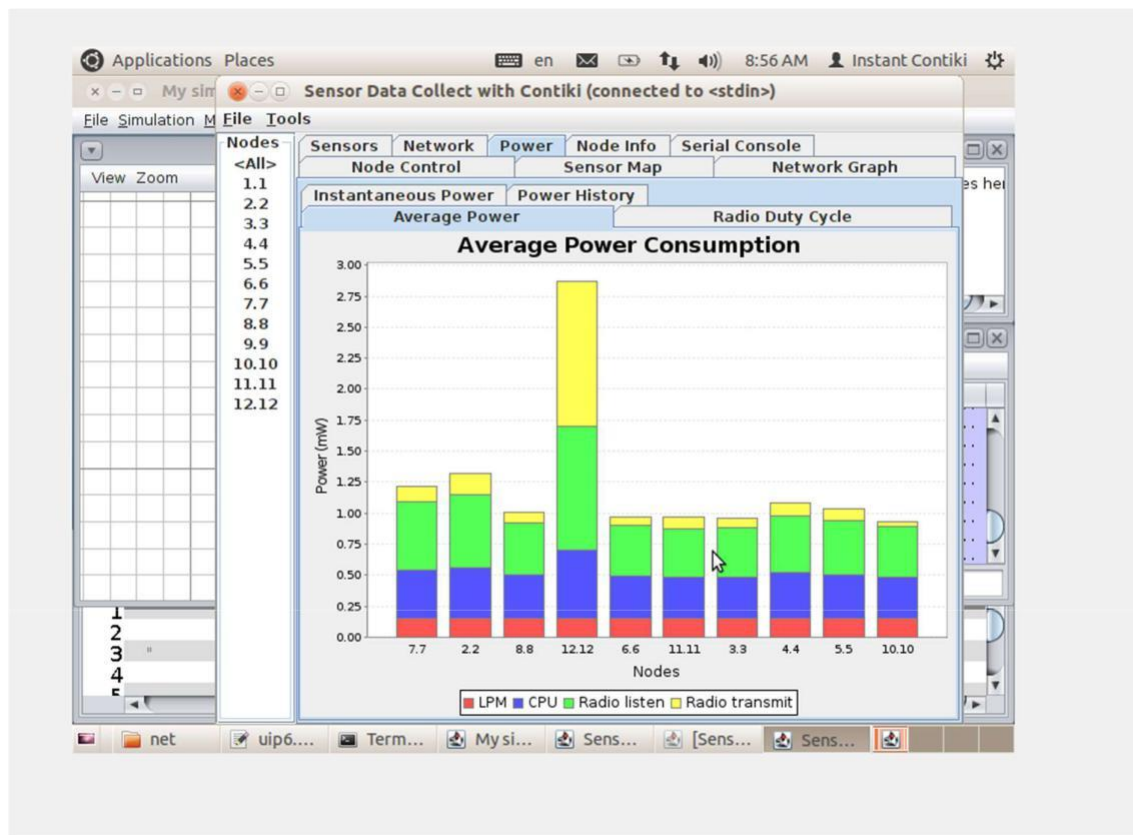 Applications Places en 8:56 AM Instant Contiki
My sim Sensor Data Collect with Contiki (connected to <stdin>)
File Simulation M File Tools
Nodes
<All>
1.1
2.2
3.3
4.4
5.5
6.6
7.7
8.8
9.9
10.10
11.11
12.12
View Zoom
Sensors Network Power Node Info Serial Console
Node Control Sensor Map Network Graph
Instantaneous Power Power History
Average Power Radio Duty Cycle
Average Power Consumption
3.00
2.75
2.50
2.25
2.00
1.75
1.50
1.25
1.00
0.75
0.50
0.25
0.00
Power (mW)
7.7 2.2 8.8 12.12 6.6 11.11 3.3 4.4 5.5 10.10
Nodes
LPM CPU Radio listen Radio transmit
1
2
3 "
4
net uip6.... Term... My si... Sens... [Sens... Sens...